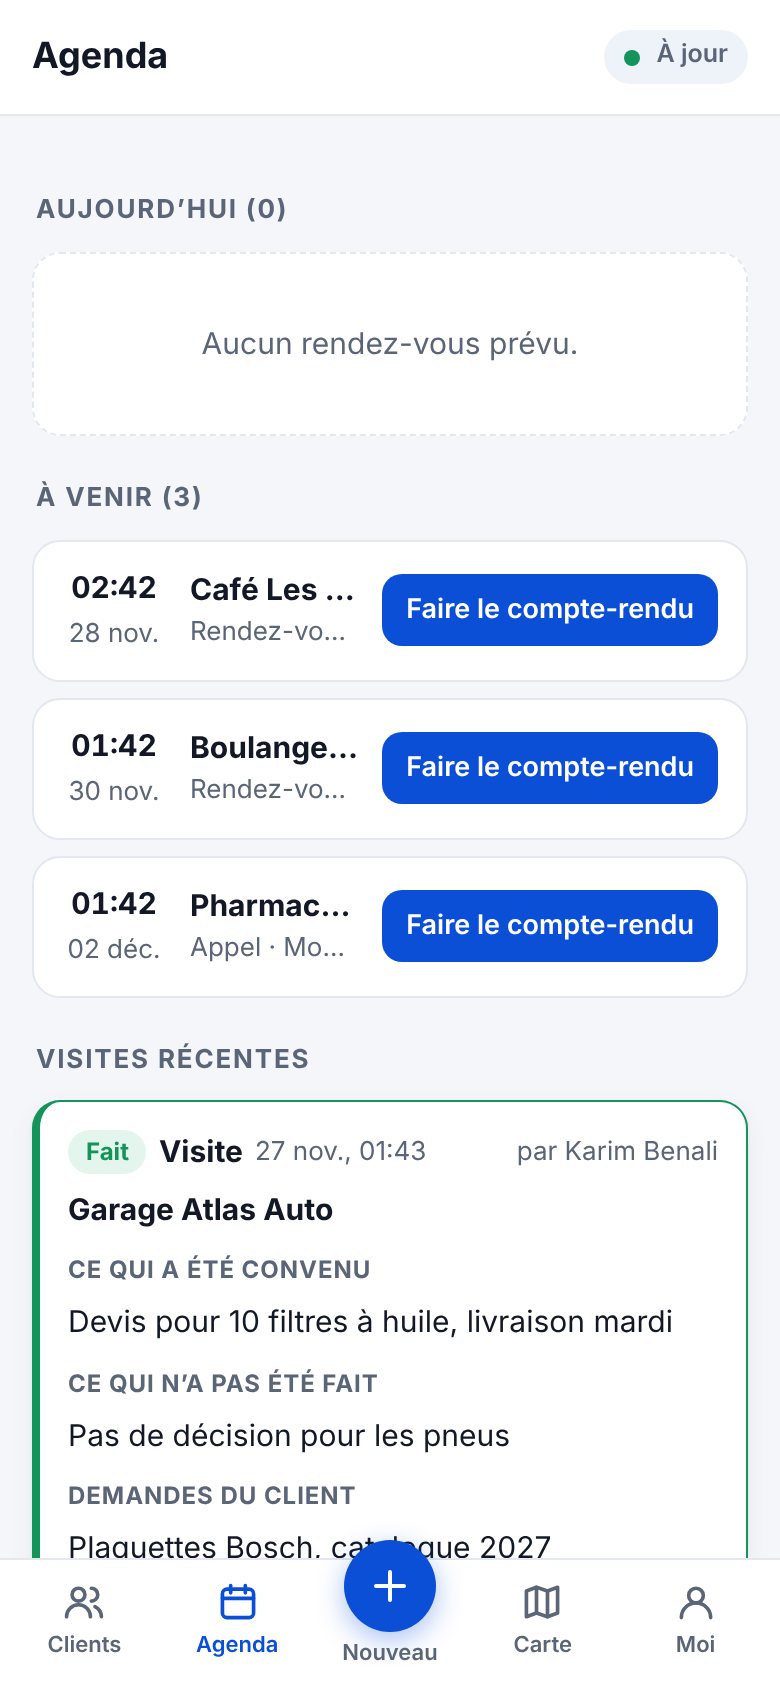 Agenda
À jour
AUJOURD’HUI (0)
Aucun rendez-vous prévu.
À VENIR (3)
02:42 Café Les ... Faire le compte-rendu
28 nov. Rendez-vo...
01:42 Boulange... Faire le compte-rendu
30 nov. Rendez-vo...
01:42 Pharmac... Faire le compte-rendu
02 déc. Appel · Mo...
VISITES RÉCENTES
Fait Visite 27 nov., 01:43 par Karim Benali
Garage Atlas Auto
CE QUI A ÉTÉ CONVENU
Devis pour 10 filtres à huile, livraison mardi
CE QUI N’A PAS ÉTÉ FAIT
Pas de décision pour les pneus
DEMANDES DU CLIENT
Plaquettes Bosch, catalogue 2027
Clients Agenda Nouveau Carte Moi